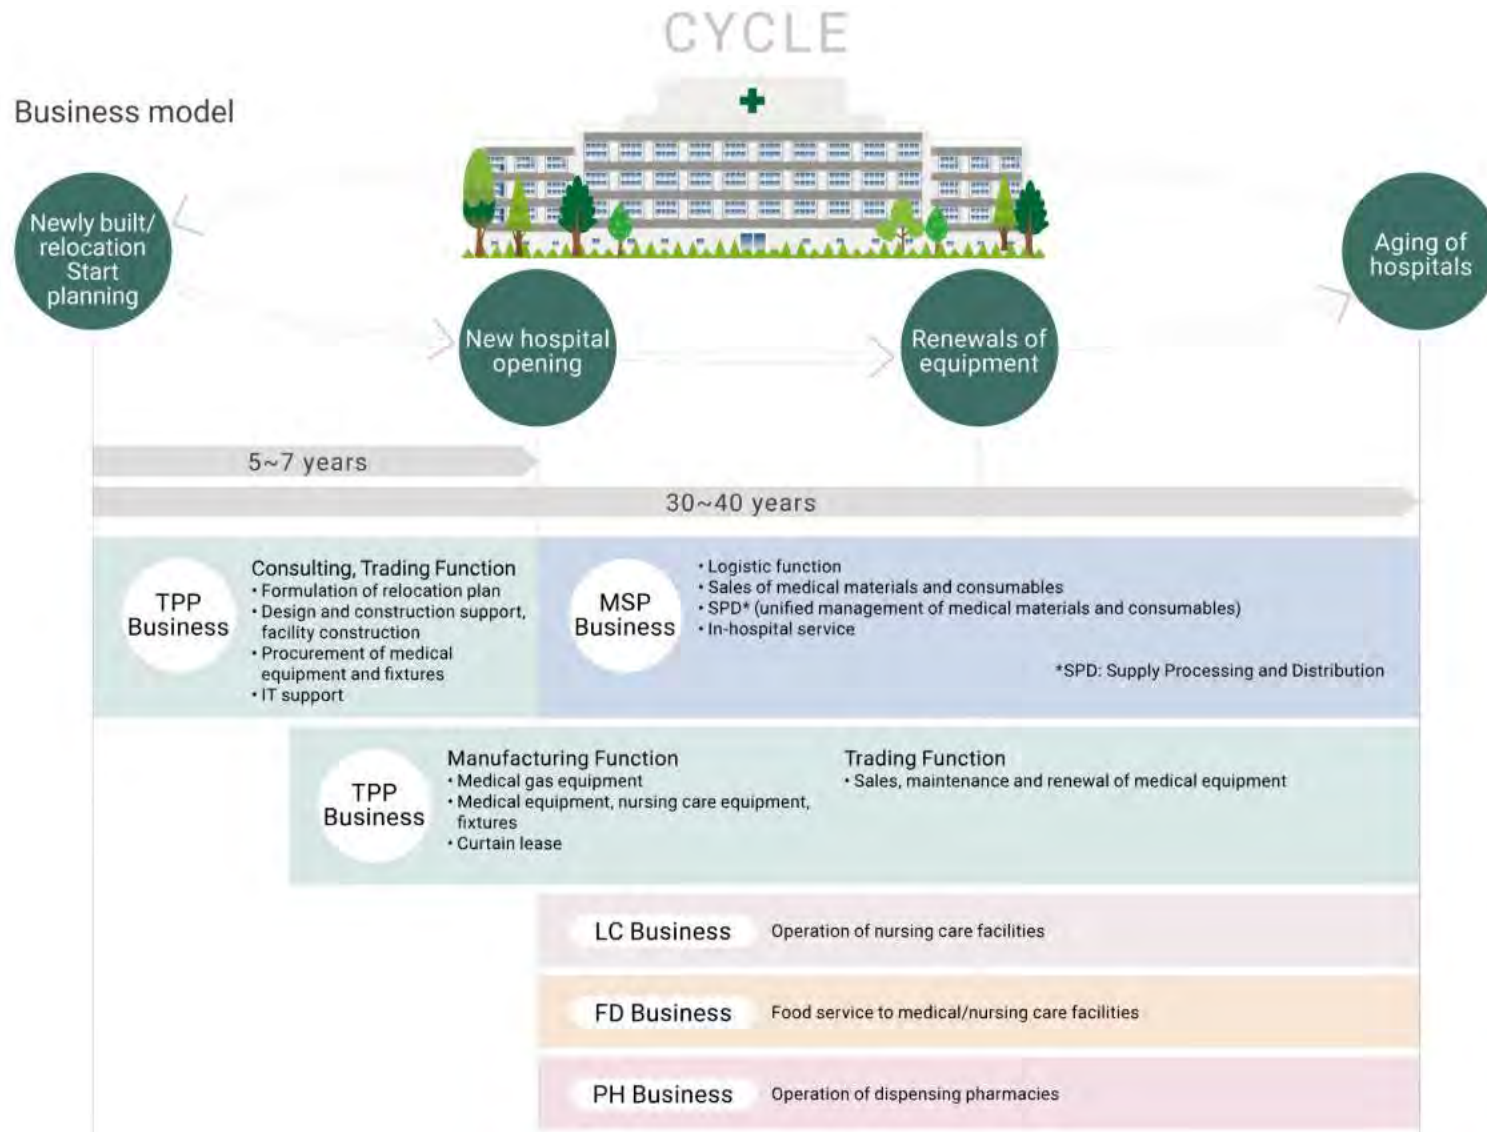 CYCLE
Business model
Newly built/
relocation
Start
planning
New hospital
opening
Renewals of
equipment
Aging of
hospitals
5~7 years
30~40 years
TPP
Business
Consulting, Trading Function
• Formulation of relocation plan
• Design and construction support,
facility construction
• Procurement of medical
equipment and fixtures
• IT support
MSP
Business
• Logistic function
• Sales of medical materials and consumables
• SPD* (unified management of medical materials and consumables)
• In-hospital service
*SPD: Supply Processing and Distribution
TPP
Business
Manufacturing Function
• Medical gas equipment
• Medical equipment, nursing care equipment,
fixtures
• Curtain lease
Trading Function
• Sales, maintenance and renewal of medical equipment
LC Business
Operation of nursing care facilities
FD Business
Food service to medical/nursing care facilities
PH Business
Operation of dispensing pharmacies